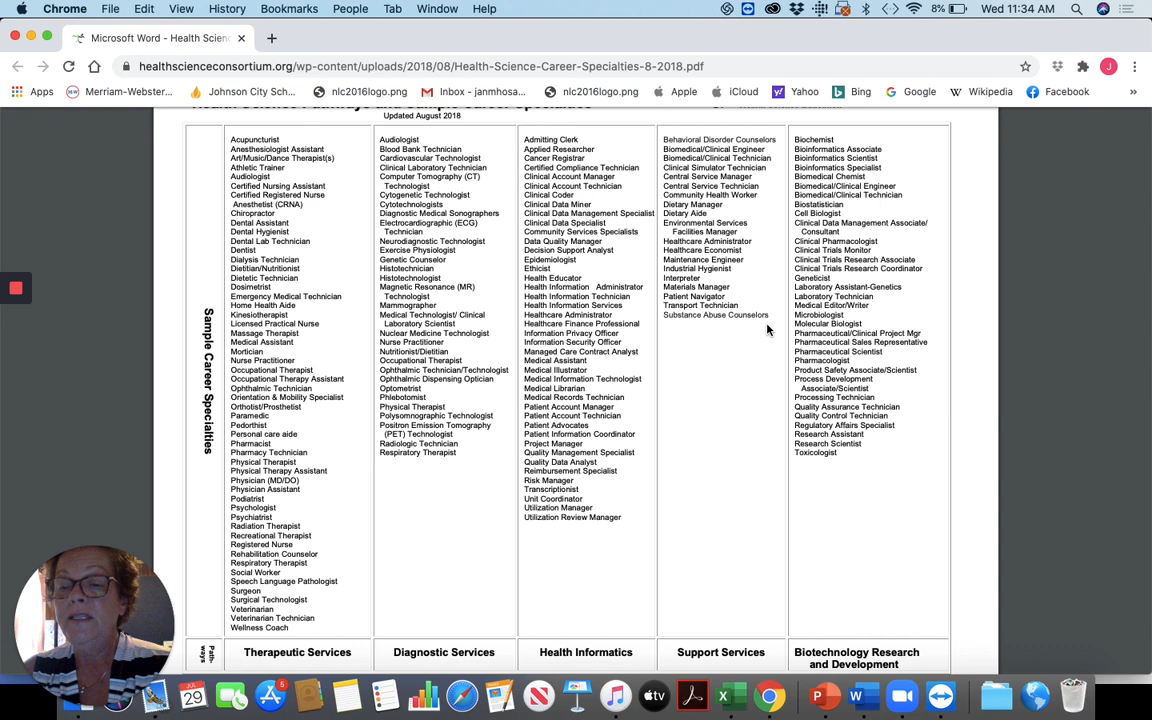 Chrome File Edit View History Bookmarks People Tab Window Help 8% Wed 11:34 AM
Microsoft Word - Health Scienc
healthscienceconsortium.org/wp-content/uploads/2018/08/Health-Science-Career-Specialties-8-2018.pdf
J
Apps Merriam-Webster... Johnson City Sch... nlc2016logo.png Inbox - janmhosa... nlc2016logo.png Apple iCloud Yahoo Bing Google Wikipedia Facebook
Health Science Pathways and Sample Career Specialties
Updated August 2018
Sample Career Specialties
Acupuncturist
Anesthesiologist Assistant
Art/Music/Dance Therapist(s)
Athletic Trainer
Audiologist
Certified Nursing Assistant
Certified Registered Nurse
Anesthetist (CRNA)
Chiropractor
Dental Assistant
Dental Hygienist
Dental Lab Technician
Dentist
Dialysis Technician
Dietitian/Nutritionist
Dietetic Technician
Dosimetrist
Emergency Medical Technician
Home Health Aide
Kinesiotherapist
Licensed Practical Nurse
Massage Therapist
Medical Assistant
Mortician
Nurse Practitioner
Occupational Therapist
Occupational Therapy Assistant
Ophthalmic Technician
Orientation & Mobility Specialist
Orthotist/Prosthetist
Paramedic
Pedorthist
Personal care aide
Pharmacist
Pharmacy Technician
Physical Therapist
Physical Therapy Assistant
Physician (MD/DO)
Physician Assistant
Podiatrist
Psychologist
Psychiatrist
Radiation Therapist
Recreational Therapist
Registered Nurse
Rehabilitation Counselor
Respiratory Therapist
Social Worker
Speech Language Pathologist
Surgeon
Surgical Technologist
Veterinarian
Veterinarian Technician
Wellness Coach
Audiologist
Blood Bank Technician
Cardiovascular Technologist
Clinical Laboratory Technician
Computer Tomography (CT)
Technologist
Cytogenetic Technologist
Cytotechnologists
Diagnostic Medical Sonographers
Electrocardiographic (ECG)
Technician
Neurodiagnostic Technologist
Exercise Physiologist
Genetic Counselor
Histotechnician
Histotechnologist
Magnetic Resonance (MR)
Technologist
Mammographer
Medical Technologist/ Clinical
Laboratory Scientist
Nuclear Medicine Technologist
Nurse Practitioner
Nutritionist/Dietitian
Occupational Therapist
Ophthalmic Technician/Technologist
Ophthalmic Dispensing Optician
Optometrist
Phlebotomist
Physical Therapist
Polysomnographic Technologist
Positron Emission Tomography
(PET) Technologist
Radiologic Technician
Respiratory Therapist
Admitting Clerk
Applied Researcher
Cancer Registrar
Certified Compliance Technician
Clinical Account Manager
Clinical Account Technician
Clinical Coder
Clinical Data Miner
Clinical Data Management Specialist
Clinical Data Specialist
Community Services Specialists
Data Quality Manager
Decision Support Analyst
Epidemiologist
Ethicist
Health Educator
Health Information Administrator
Health Information Technician
Health Information Services
Healthcare Administrator
Healthcare Finance Professional
Information Privacy Officer
Information Security Officer
Managed Care Contract Analyst
Medical Assistant
Medical Illustrator
Medical Information Technologist
Medical Librarian
Medical Records Technician
Patient Account Manager
Patient Account Technician
Patient Advocates
Patient Information Coordinator
Project Manager
Quality Management Specialist
Quality Data Analyst
Reimbursement Specialist
Risk Manager
Transcriptionist
Unit Coordinator
Utilization Manager
Utilization Review Manager
Behavioral Disorder Counselors
Biomedical/Clinical Engineer
Biomedical/Clinical Technician
Clinical Simulator Technician
Central Service Manager
Central Service Technician
Community Health Worker
Dietary Manager
Dietary Aide
Environmental Services
Facilities Manager
Healthcare Administrator
Healthcare Economist
Maintenance Engineer
Industrial Hygienist
Interpreter
Materials Manager
Patient Navigator
Transport Technician
Substance Abuse Counselors
Biochemist
Bioinformatics Associate
Bioinformatics Scientist
Bioinformatics Specialist
Biomedical Chemist
Biomedical/Clinical Engineer
Biomedical/Clinical Technician
Biostatistician
Cell Biologist
Clinical Data Management Associate/
Consultant
Clinical Pharmacologist
Clinical Trials Monitor
Clinical Trials Research Associate
Clinical Trials Research Coordinator
Geneticist
Laboratory Assistant-Genetics
Laboratory Technician
Medical Editor/Writer
Microbiologist
Molecular Biologist
Pharmaceutical/Clinical Project Mgr
Pharmaceutical Sales Representative
Pharmaceutical Scientist
Pharmacologist
Product Safety Associate/Scientist
Process Development
Associate/Scientist
Processing Technician
Quality Assurance Technician
Quality Control Technician
Regulatory Affairs Specialist
Research Assistant
Research Scientist
Toxicologist
Path-
ways
Therapeutic Services
Diagnostic Services
Health Informatics
Support Services
Biotechnology Research
and Development
JUL
29
5
tv